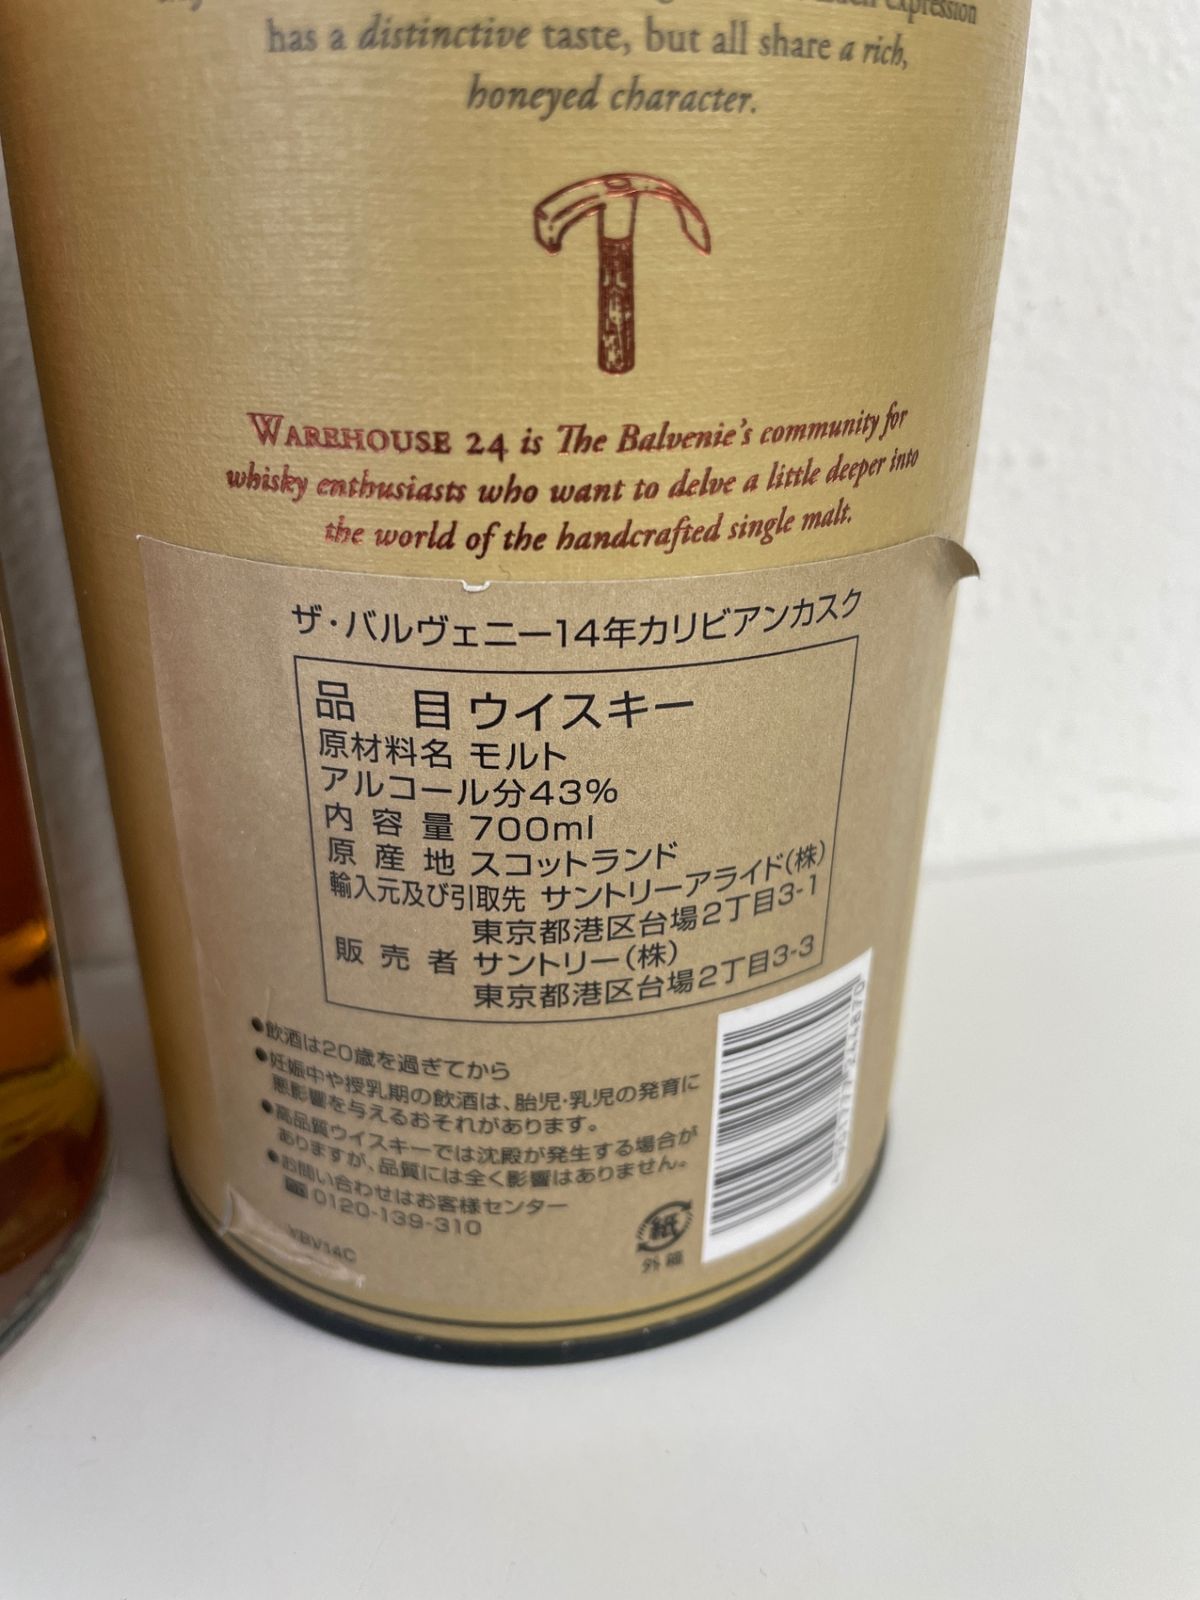 expression
has a distinctive taste, but all share a rich,
honeyed character.
WAREHOUSE 24 is The Balvenie's community for
whisky enthusiasts who want to delve a little deeper into
the world of the handcrafted single malt.
ザ・バルヴェニー14年カリビアンカスク
品 目 ウイスキー
原材料名 モルト
アルコール分43%
内容量 700ml
原産地 スコットランド
輸入元及び引取先 サントリーアライド(株)
東京都港区台場2丁目3-1
販売者 サントリー(株)
東京都港区台場2丁目3-3
●飲酒は20歳を過ぎてから
●妊娠中や授乳期の飲酒は、胎児・乳児の発育に
悪影響を与えるおそれがあります。
●高品質ウイスキーでは沈殿が発生する場合が
ありますが、品質には全く影響はありません。
●お問い合わせはお客様センター
0120-139-310
YBV14C
紙
外箱